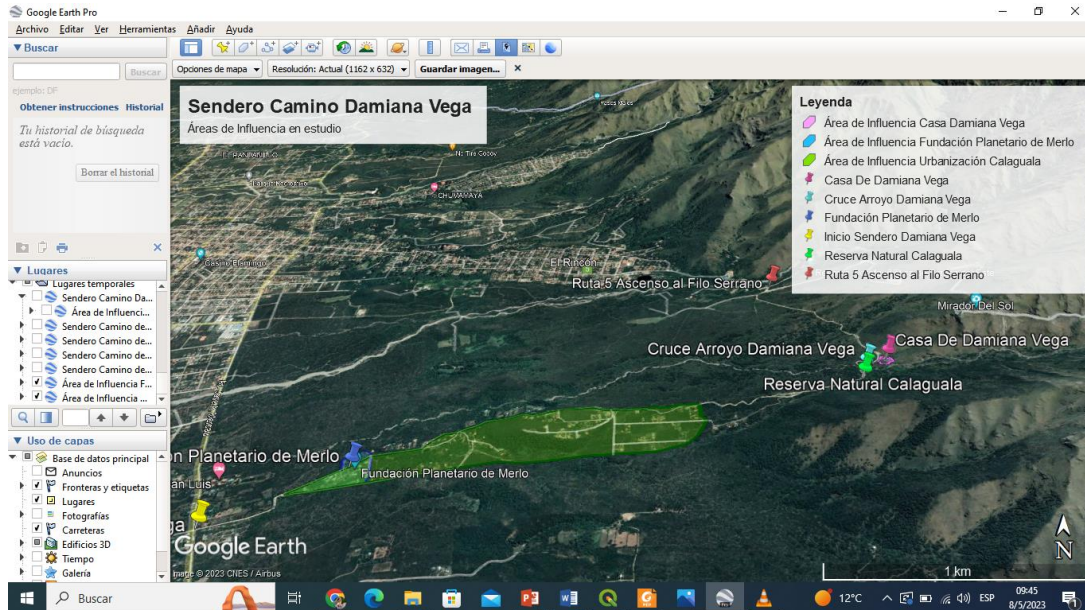 Google Earth Pro
Archivo Editar Ver Herramientas Añadir Ayuda
Buscar
Buscar
ejemplo: DF
Obtener instrucciones Historial
Tu historial de búsqueda
está vacío.
Borrar el historial
Opciones de mapa
Resolución: Actual (1162 x 632)
Guardar imagen...
Sendero Camino Damiana Vega
Áreas de Influencia en estudio
Leyenda
Área de Influencia Casa Damiana Vega
Área de Influencia Fundación Planetario de Merlo
Área de Influencia Urbanización Calaguala
Casa De Damiana Vega
Cruce Arroyo Damiana Vega
Fundación Planetario de Merlo
Inicio Sendero Damiana Vega
Reserva Natural Calaguala
Ruta 5 Ascenso al Filo Serrano
CHUMAMAYA
Casino Flamingo
El Rincón
Ruta 5 Ascenso al Filo Serrano
Mirador Del Sol
Cruce Arroyo Damiana Vega
Casa De Damiana Vega
Reserva Natural Calaguala
n Planetario de Merlo
Fundación Planetario de Merlo
an Luis
ga
Google Earth
Image © 2023 CNES / Airbus
1 km
N
Lugares
Lugares temporales
Sendero Camino Da...
Área de Influenci...
Sendero Camino de...
Sendero Camino de...
Sendero Camino de...
Sendero Camino de...
Área de Influencia F...
Área de Influencia ...
Uso de capas
Base de datos principal
Anuncios
Fronteras y etiquetas
Lugares
Fotografías
Carreteras
Edificios 3D
Tiempo
Galería
Buscar
12°C
ESP
09:45
8/5/2023